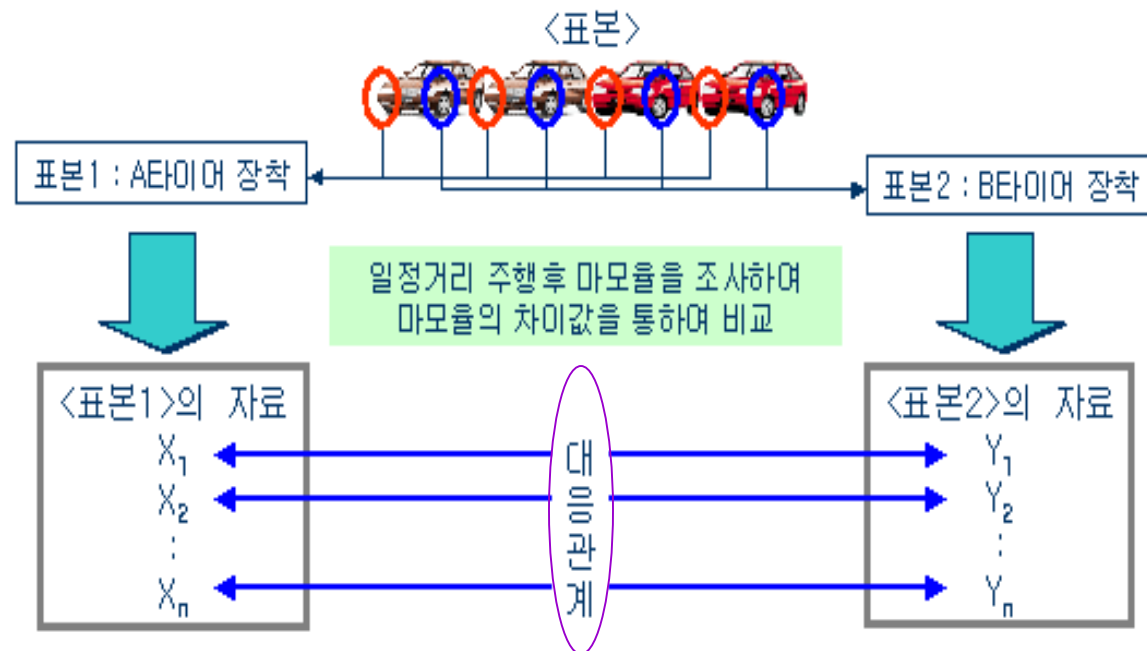 <표본>
표본1 : A타이어 장착
표본2 : B타이어 장착
일정거리 주행후 마모율을 조사하여
마모율의 차이값을 통하여 비교
<표본1>의 자료
X₁
X₂
:
Xₙ
대
응
관
계
<표본2>의 자료
Y₁
Y₂
:
Yₙ